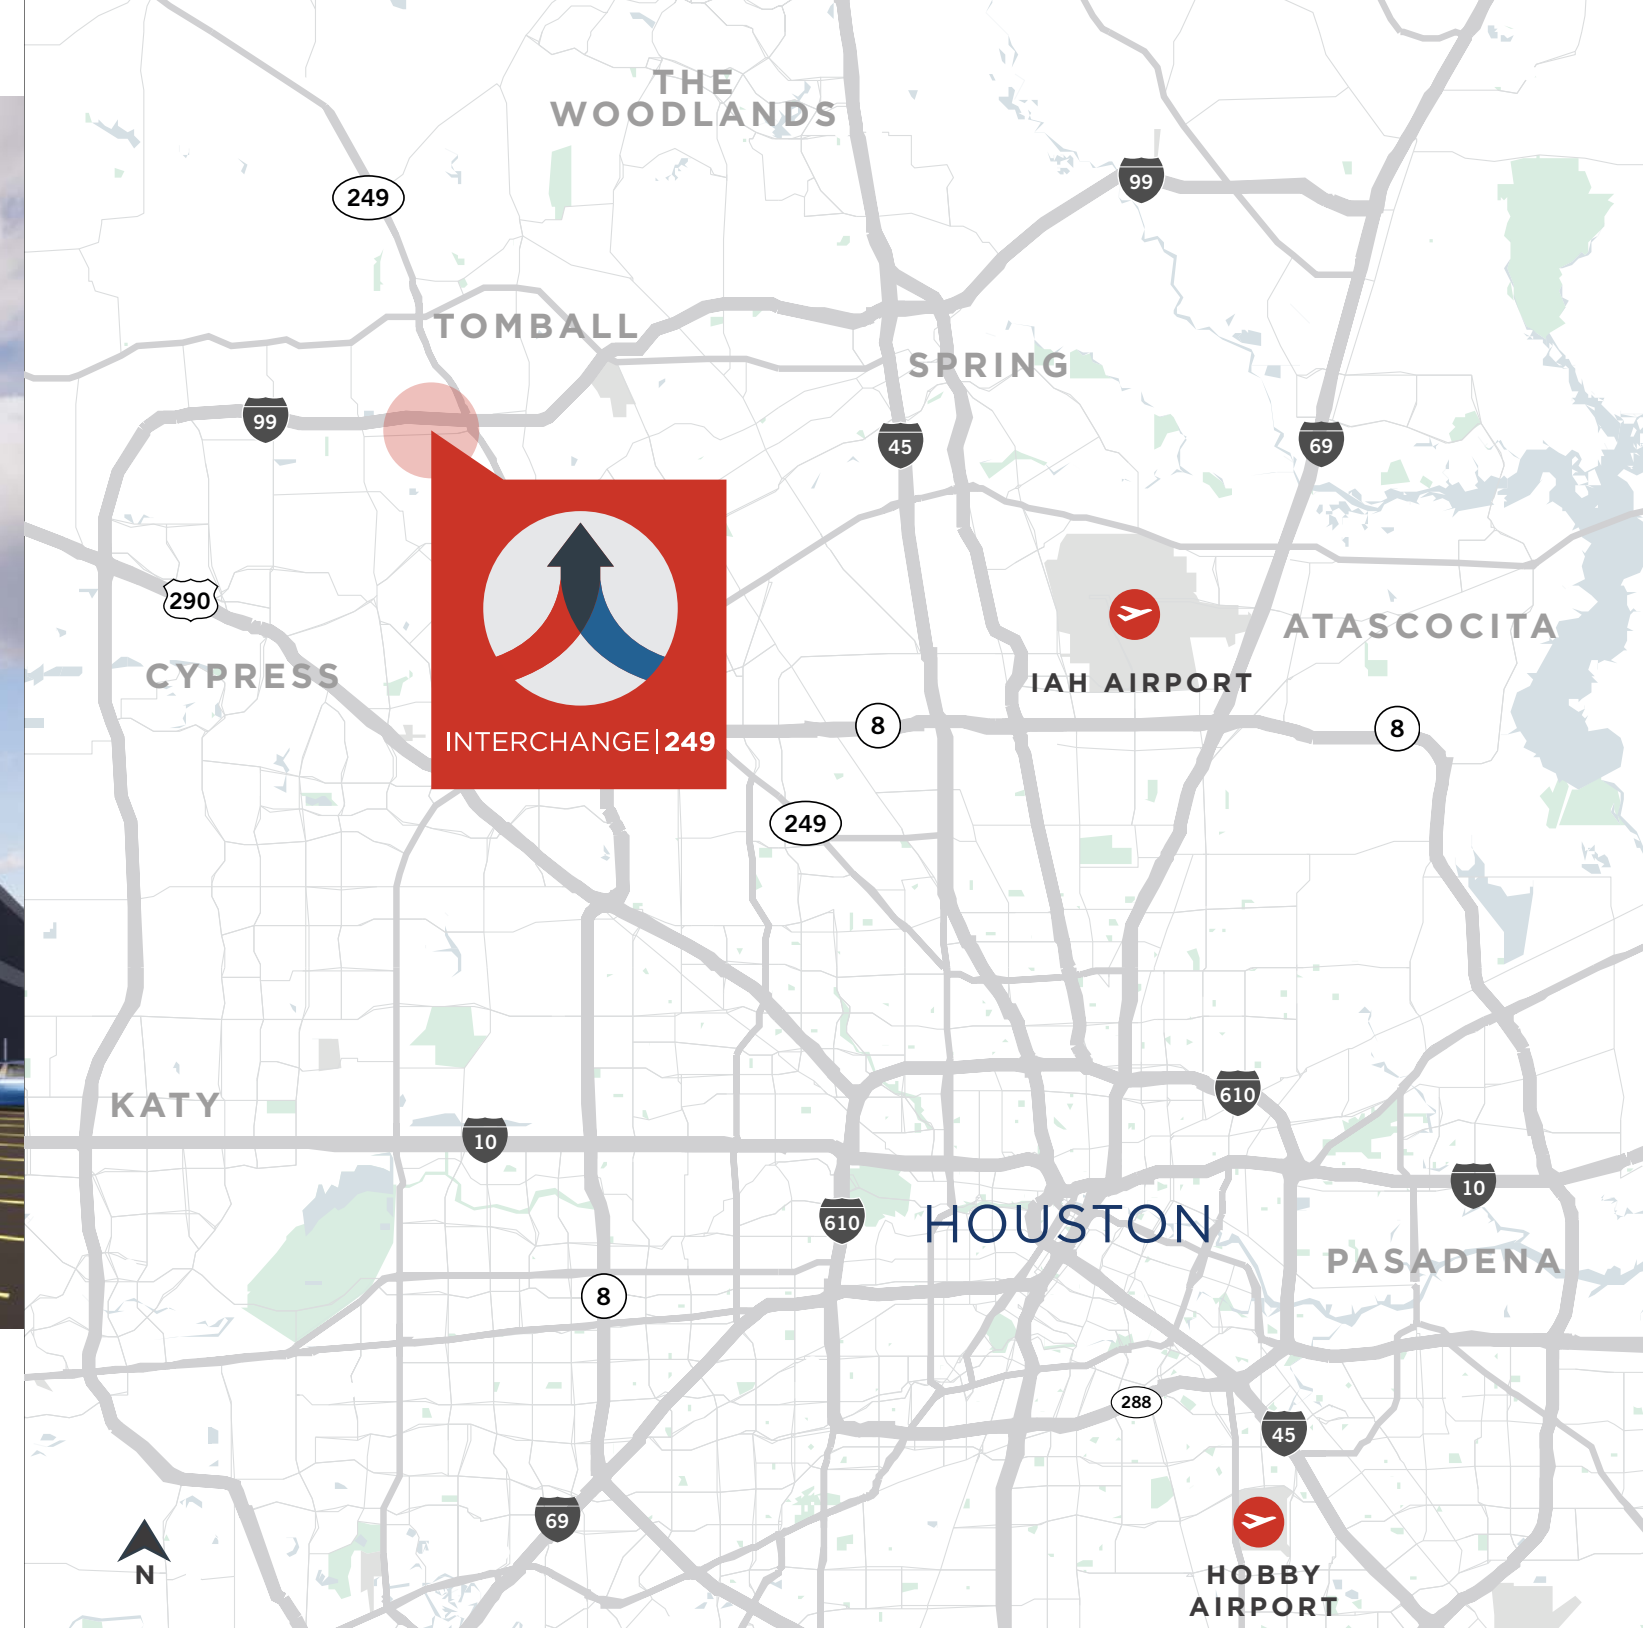 THE
WOODLANDS
99
249
TOMBALL
SPRING
99
45
69
290
ATASCOCITA
CYPRESS
IAH AIRPORT
8
8
INTERCHANGE|249
249
610
KATY
10
10
610
HOUSTON
PASADENA
8
288
45
69
N
HOBBY
AIRPORT